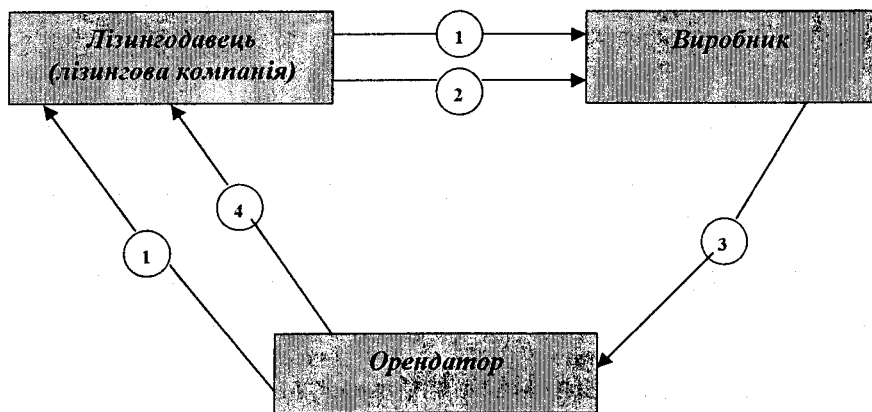 Лізингодавець
(лізингова компанія)
1
Виробник
2
4
1
3
Орендатор